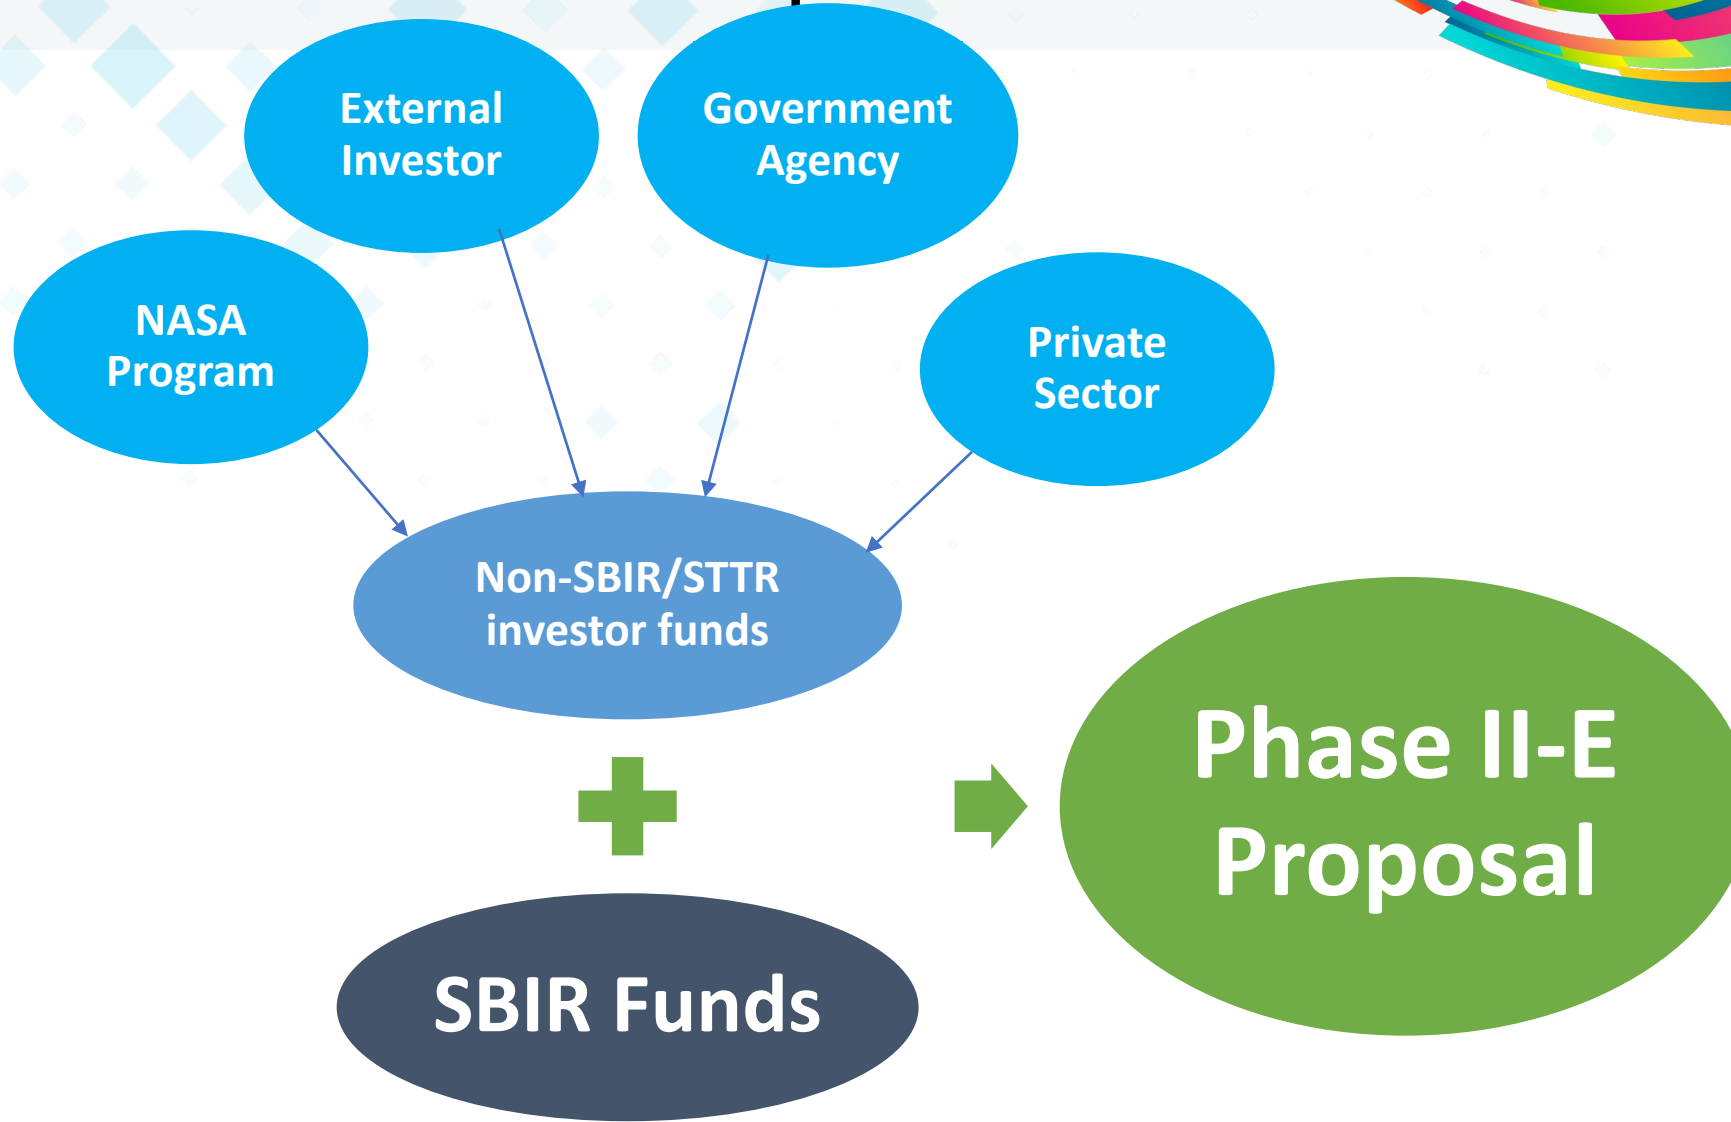 External
Investor
Government
Agency
NASA
Program
Private
Sector
Non-SBIR/STTR
investor funds
Phase II-E
Proposal
SBIR Funds